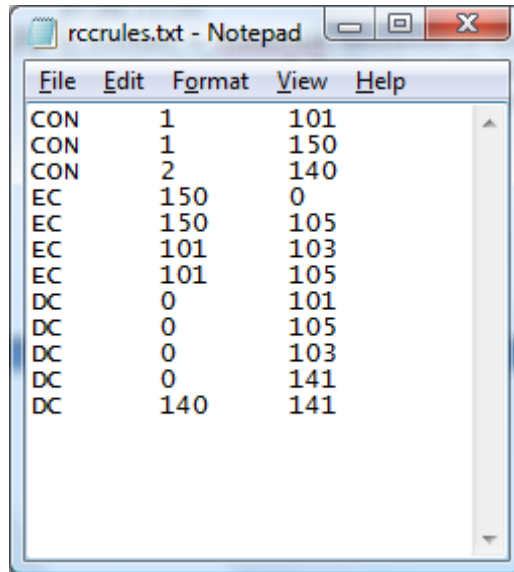 rccrules.txt - Notepad
File Edit Format View Help
CON 1 101
CON 1 150
CON 2 140
EC 150 0
EC 150 105
EC 101 103
EC 101 105
DC 0 101
DC 0 105
DC 0 103
DC 0 141
DC 140 141